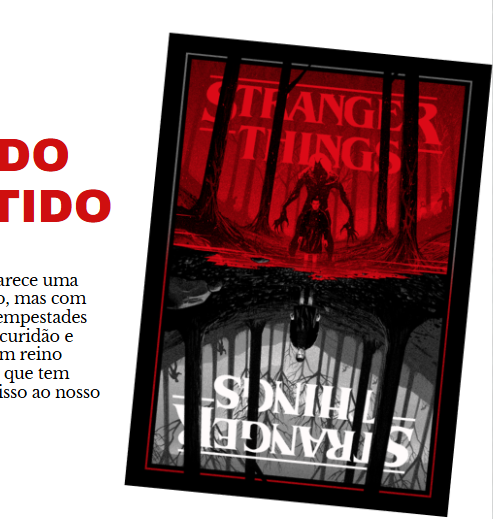 DO
TIDO
arece uma
o, mas com
empestades
curidão e
m reino
que tem
isso ao nosso
STRANGER
THINGS
THINGS
STRANGER